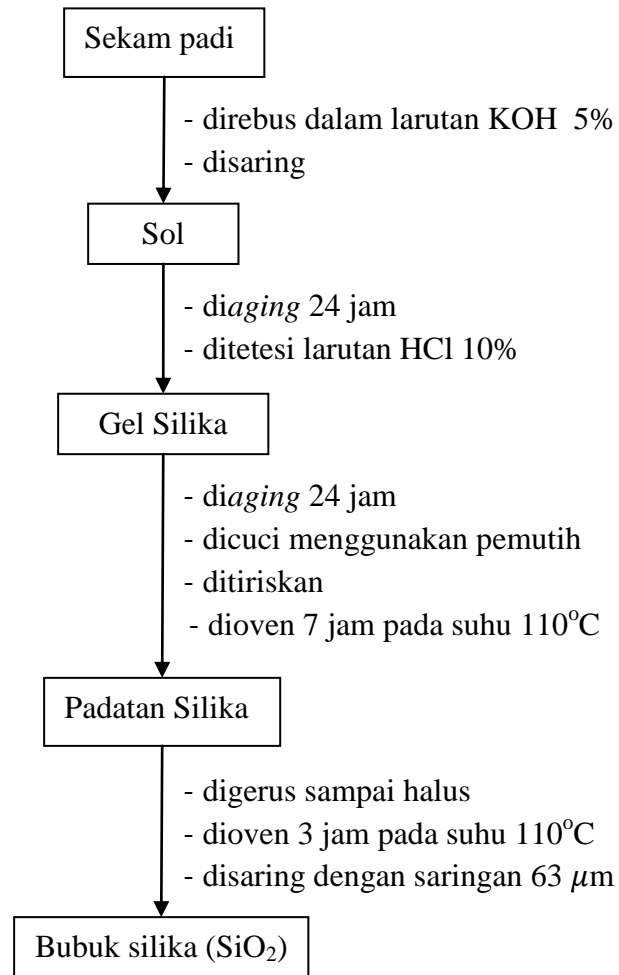 Sekam padi
- direbus dalam larutan KOH 5%
- disaring
Sol
- diaging 24 jam
- ditetesi larutan HCl 10%
Gel Silika
- diaging 24 jam
- dicuci menggunakan pemutih
- ditiriskan
- dioven 7 jam pada suhu 110°C
Padatan Silika
- digerus sampai halus
- dioven 3 jam pada suhu 110°C
- disaring dengan saringan 63 𝜇m
Bubuk silika (SiO₂)